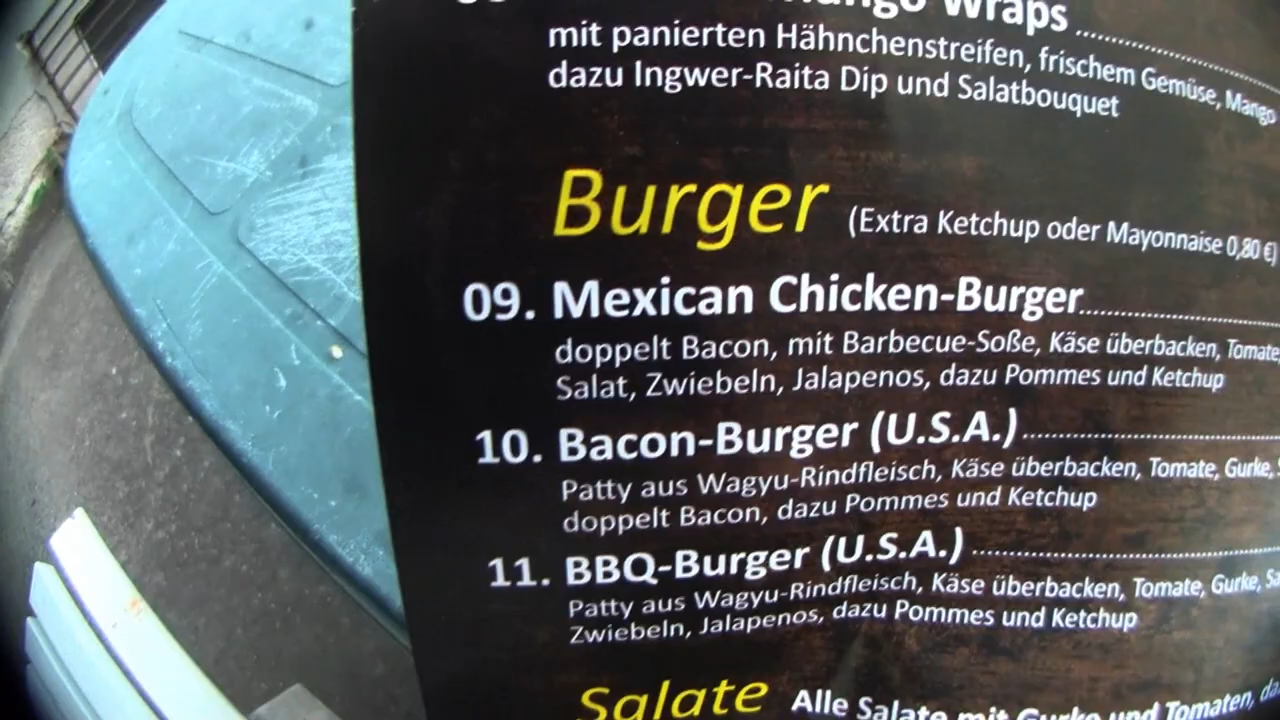 Wraps
mit panierten Hähnchenstreifen, frischem Gemüse, Mango
dazu Ingwer-Raita Dip und Salatbouquet
Burger (Extra Ketchup oder Mayonnaise 0,80 €)
09. Mexican Chicken-Burger
doppelt Bacon, mit Barbecue-Soße, Käse überbacken, Tomate,
Salat, Zwiebeln, Jalapenos, dazu Pommes und Ketchup
10. Bacon-Burger (U.S.A.)
Patty aus Wagyu-Rindfleisch, Käse überbacken, Tomate, Gurke,
doppelt Bacon, dazu Pommes und Ketchup
11. BBQ-Burger (U.S.A.)
Patty aus Wagyu-Rindfleisch, Käse überbacken, Tomate, Gurke,
Zwiebeln, Jalapenos, dazu Pommes und Ketchup
Salate Alle Salate mit Gurke und Tomaten,